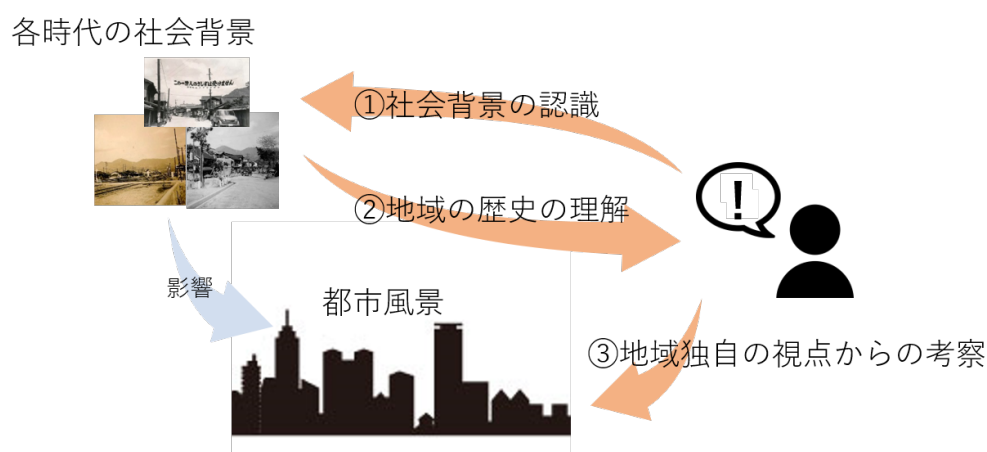 各時代の社会背景
①社会背景の認識
②地域の歴史の理解
!
影響
都市風景
③地域独自の視点からの考察